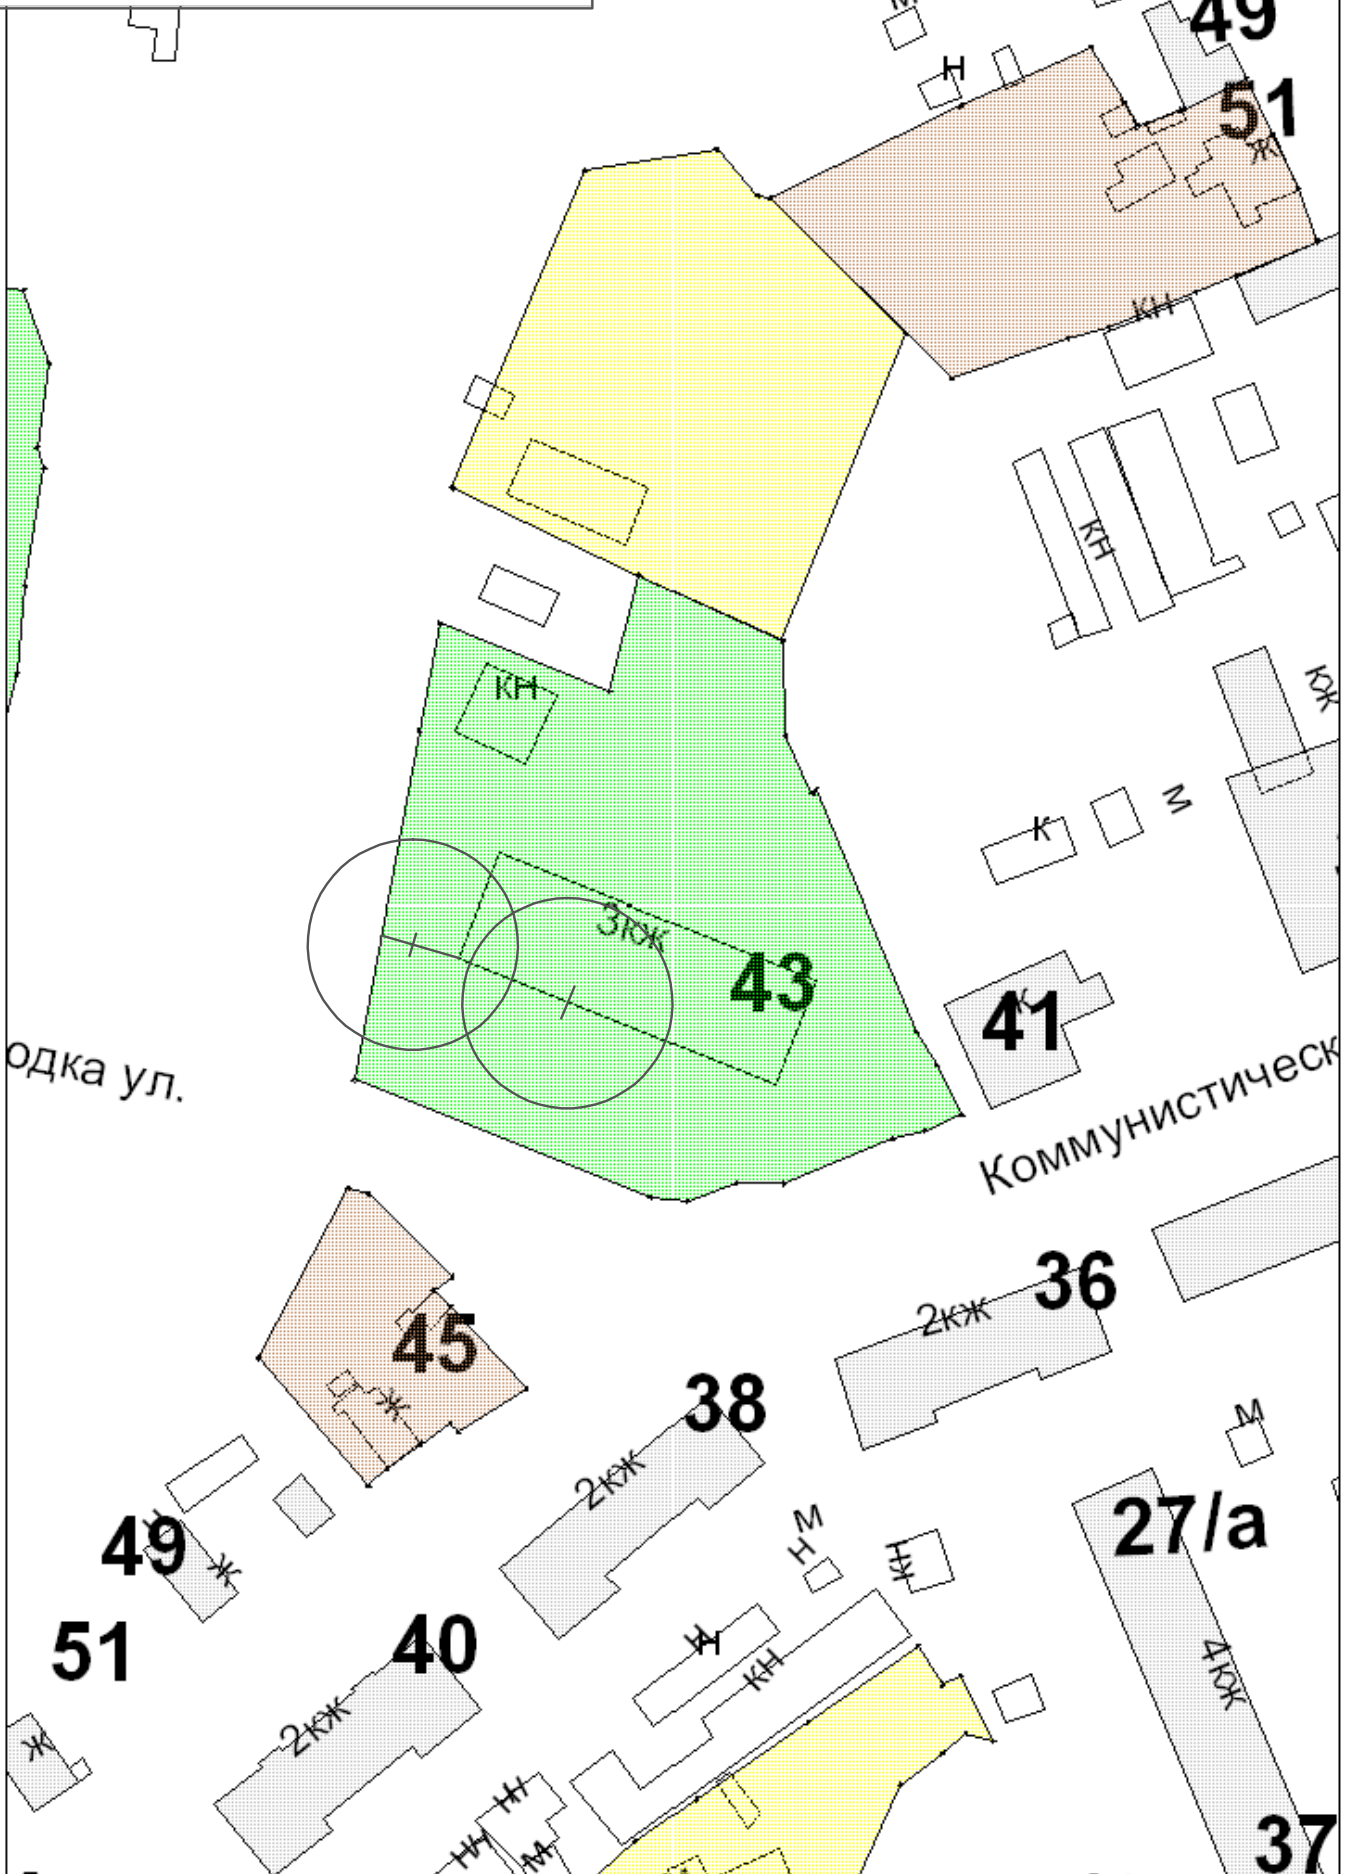 М
49
Н
51
Ж
КН
КН
кж
КН
К
М
3кж
43
К
41
одка ул.
Коммунистическ
36
2кж
45
Ж
38
2кж
М
27/а
49
Ж
М
Н
КН
51
40
Н
Н
КН
4кж
2кж
Ж
Н
Н
М
37